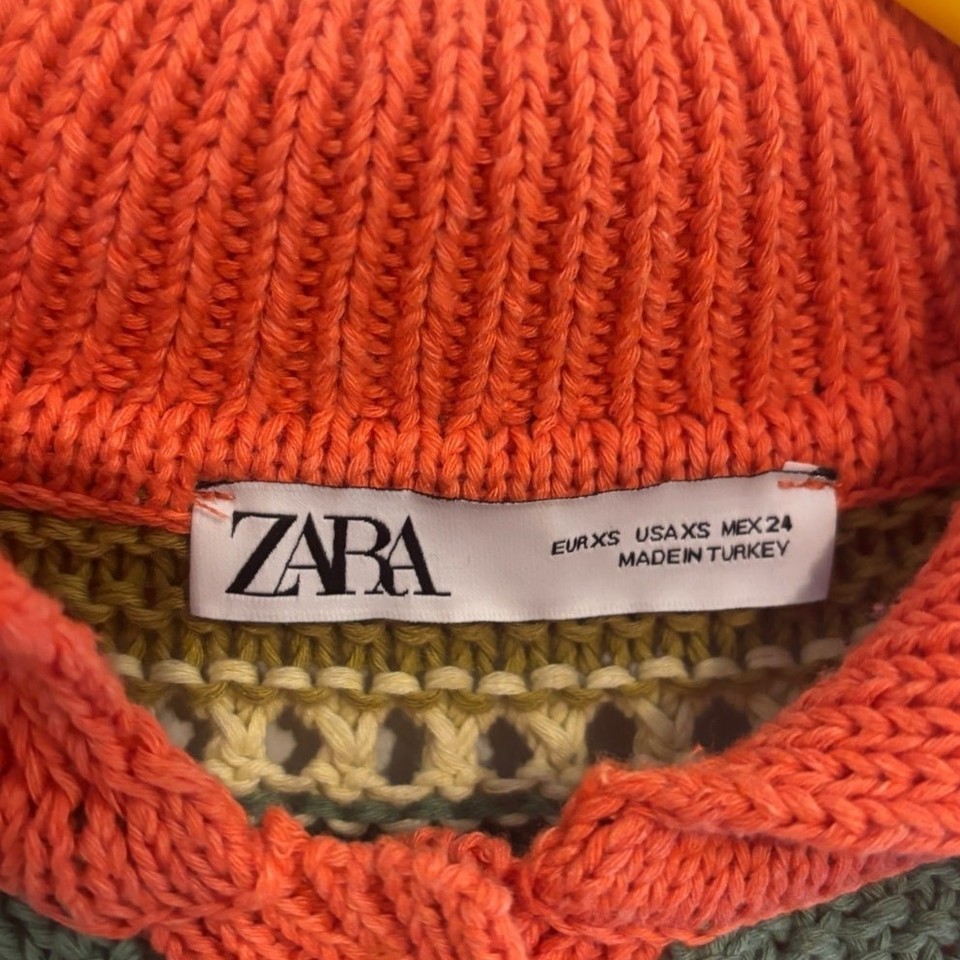 ZARA
EUR XS USA XS MEX 24
MADE IN TURKEY